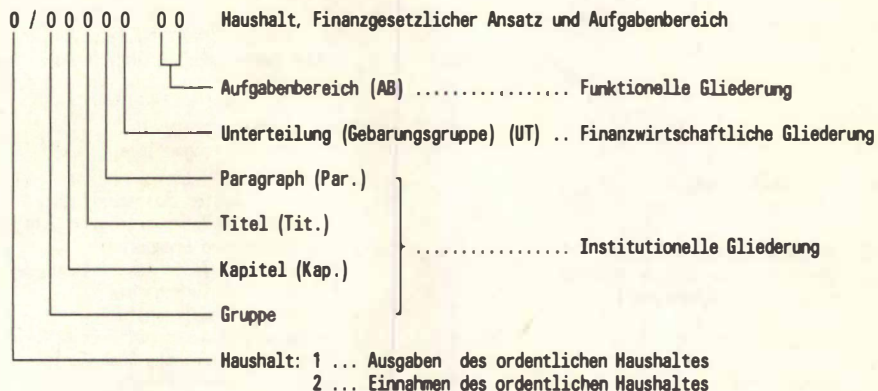 0 / 0 0 0 0 0 0 0 Haushalt, Finanzgesetzlicher Ansatz und Aufgabenbereich
Aufgabenbereich (AB) ................. Funktionelle Gliederung
Unterteilung (Gebarungsgruppe) (UT) .. Finanzwirtschaftliche Gliederung
Paragraph (Par.)
Titel (Tit.)
................. Institutionelle Gliederung
Kapitel (Kap.)
Gruppe
Haushalt: 1 ... Ausgaben des ordentlichen Haushaltes
2 ... Einnahmen des ordentlichen Haushaltes